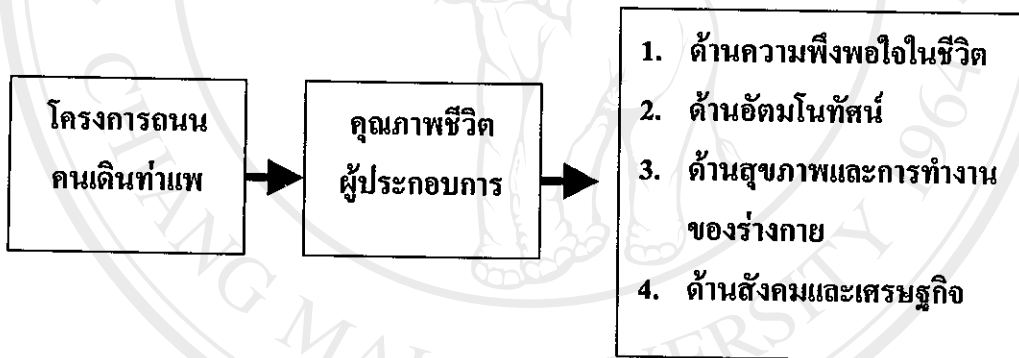 โครงการถนน
คนเดินท่าแพ
คุณภาพชีวิต
ผู้ประกอบการ
1. ด้านความพึงพอใจในชีวิต
2. ด้านอัตมโนทัศน์
3. ด้านสุขภาพและการทำงาน
ของร่างกาย
4. ด้านสังคมและเศรษฐกิจ
CHIANG MAI UNIVERSITY 1964